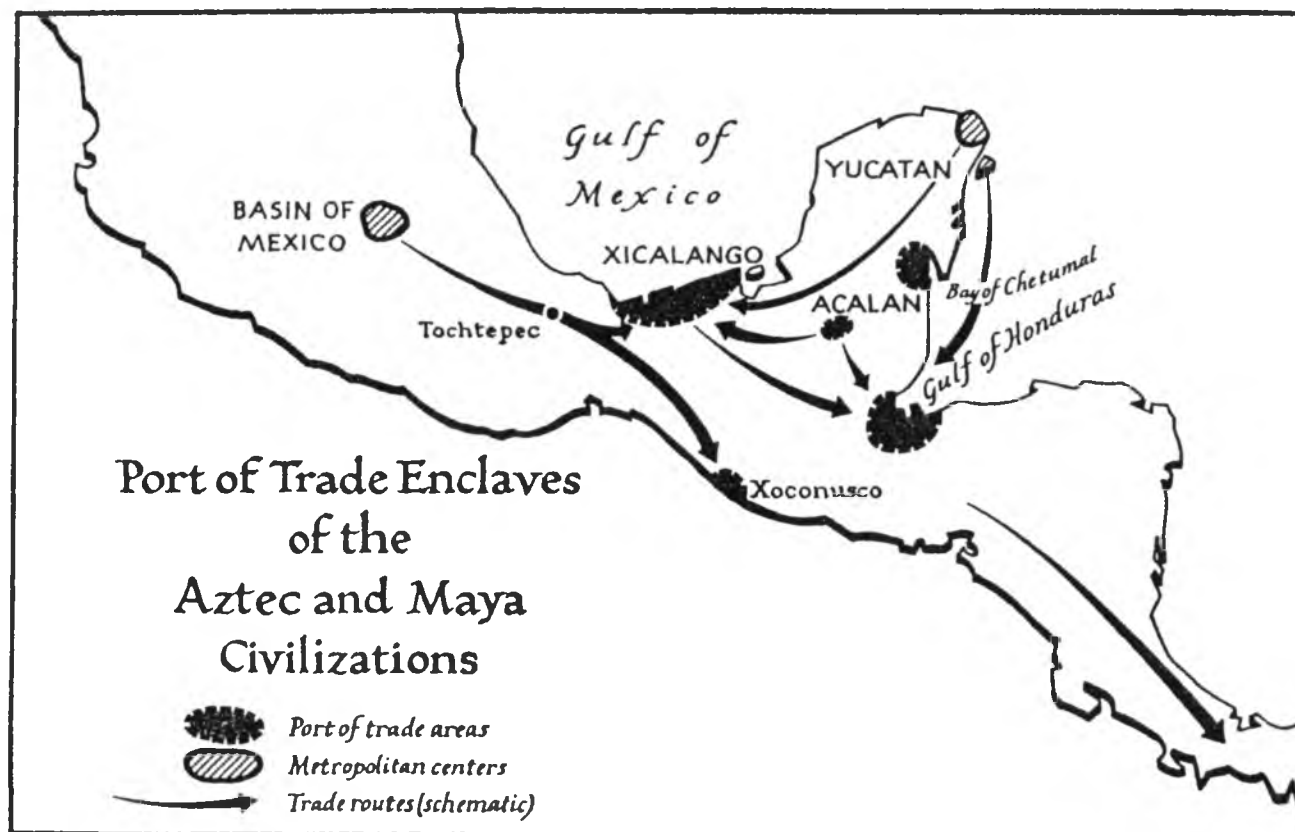 Gulf of
Mexico
YUCATAN
BASIN OF
MEXICO
XICALANGO
Bay of Chetumal
ACALAN
Gulf of Honduras
Tochtepec
Xoconusco
Port of Trade Enclaves
of the
Aztec and Maya
Civilizations
Port of trade areas
Metropolitan centers
Trade routes (schematic)